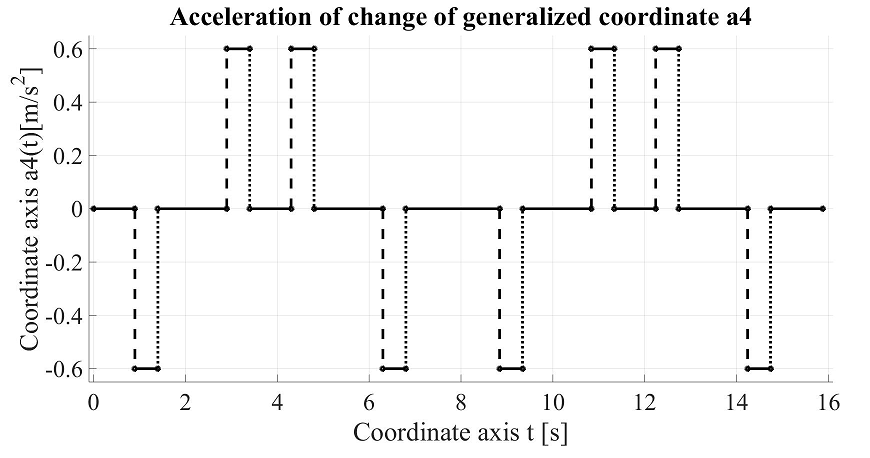 Acceleration of change of generalized coordinate a4
Coordinate axis a4(t)[m/s²]
0.6
0.4
0.2
0
-0.2
-0.4
-0.6
0 2 4 6 8 10 12 14 16
Coordinate axis t [s]